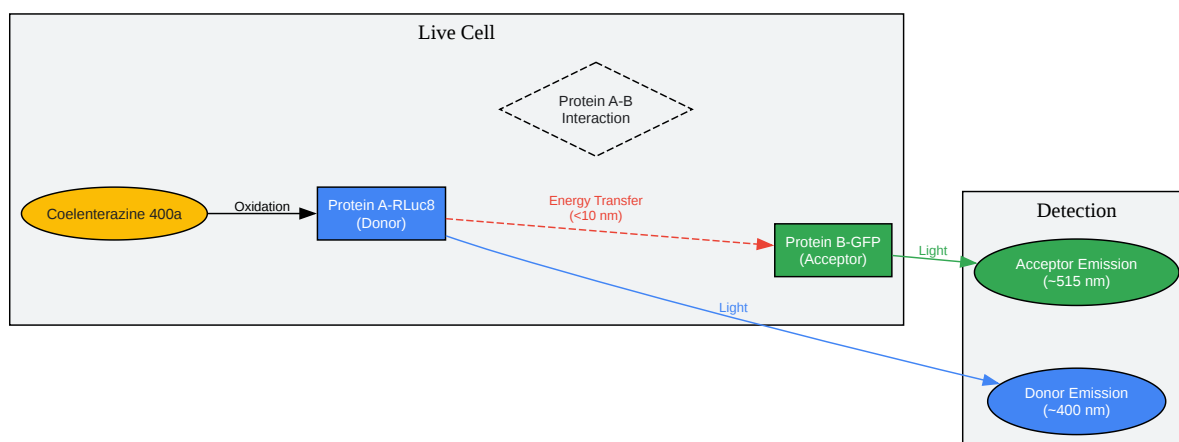 Live Cell
Protein A-B
Interaction
Coelenterazine 400a
Oxidation
Protein A-RLuc8
(Donor)
Energy Transfer
(<10 nm)
Protein B-GFP
(Acceptor)
Light
Light
Detection
Acceptor Emission
(~515 nm)
Donor Emission
(~400 nm)